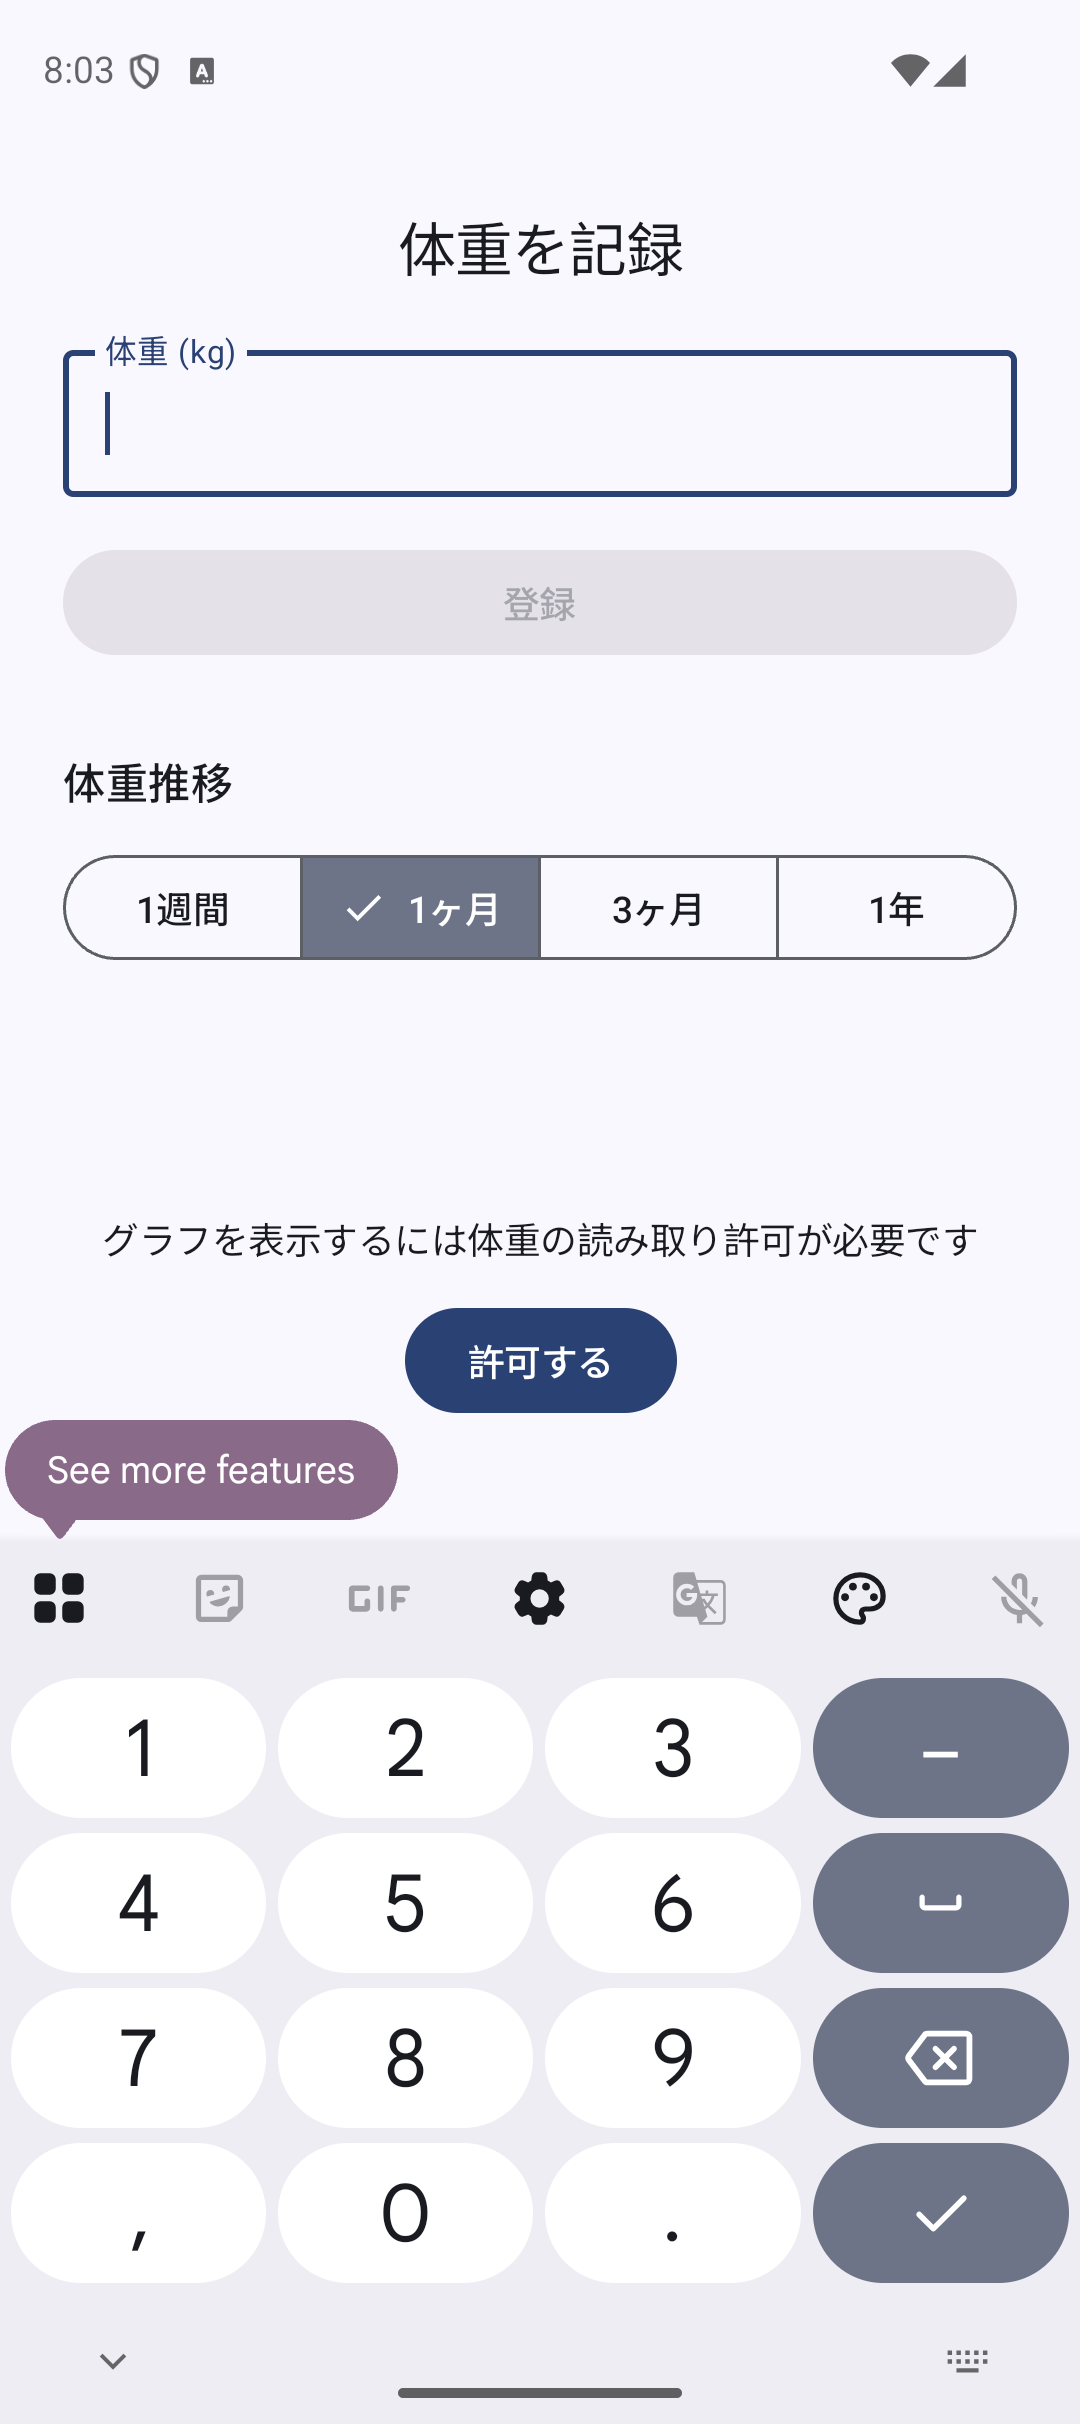 8:03
体重を記録
体重 (kg)
登録
体重推移
1週間
1ヶ月
3ヶ月
1年
グラフを表示するには体重の読み取り許可が必要です
許可する
See more features
GIF
G 文
1 2 3 –
4 5 6
7 8 9
, 0 .